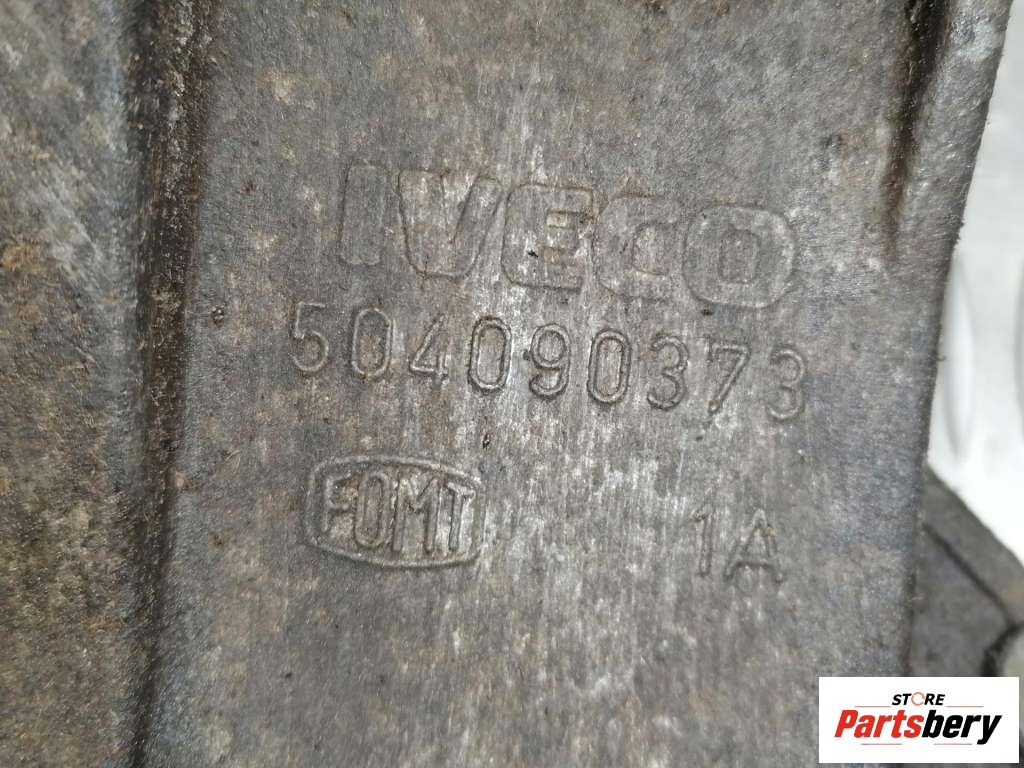 IVECO
504090373
FOMT 1A
STORE
Partsbery